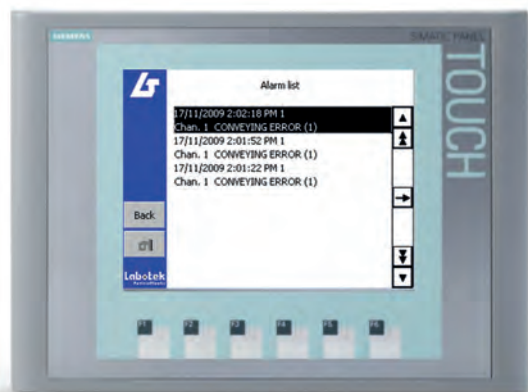 SIEMENS
SIMATIC PANEL
TOUCH
Alarm list
17/11/2009 2:02:18 PM 1
Chan. 1 CONVEYING ERROR (1)
17/11/2009 2:01:52 PM 1
Chan. 1 CONVEYING ERROR (1)
17/11/2009 2:01:22 PM 1
Chan. 1 CONVEYING ERROR (1)
Back
Labotek
F1
F2
F3
F4
F5
F6